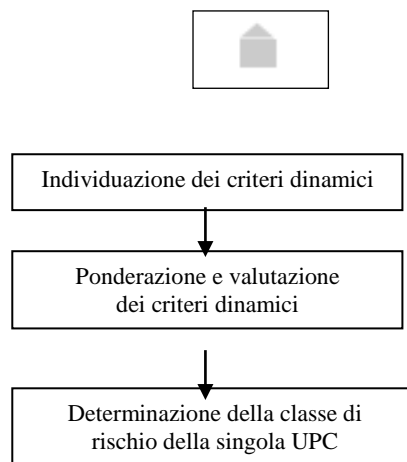 Individuazione dei criteri dinamici
Ponderazione e valutazione
dei criteri dinamici
Determinazione della classe di
rischio della singola UPC